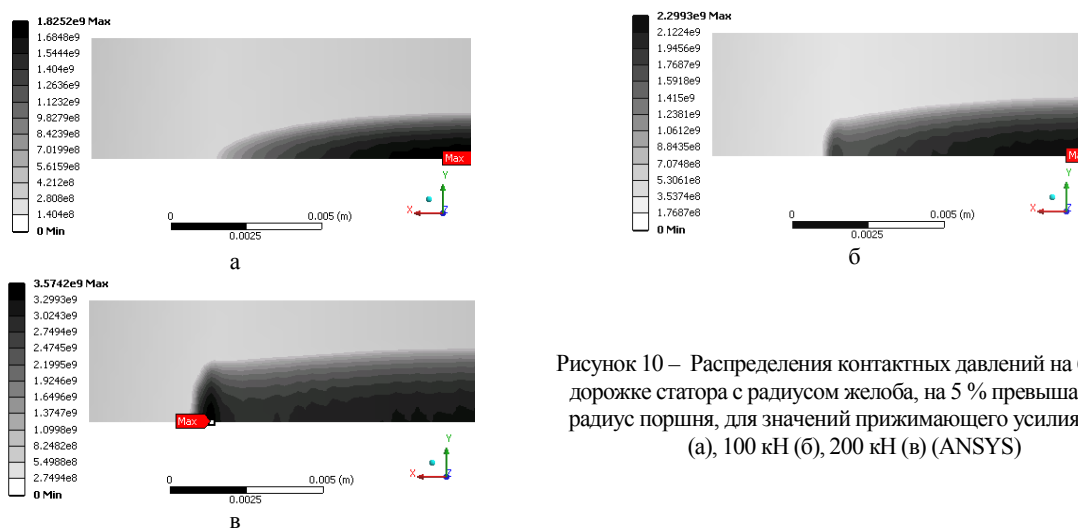 1.8252e9 Max
1.6848e9
1.5444e9
1.404e9
1.2636e9
1.1232e9
9.8279e8
8.4239e8
7.0199e8
5.6159e8
4.212e8
2.808e8
1.404e8
0 Min
Max
Y
X
Z
0
0.005 (m)
0.0025
а
2.2993e9 Max
2.1224e9
1.9456e9
1.7687e9
1.5918e9
1.415e9
1.2381e9
1.0612e9
8.8435e8
7.0748e8
5.3061e8
3.5374e8
1.7687e8
0 Min
Max
Y
X
Z
0
0.005 (m)
0.0025
б
3.5742e9 Max
3.2993e9
3.0243e9
2.7494e9
2.4745e9
2.1995e9
1.9246e9
1.6496e9
1.3747e9
1.0998e9
8.2482e8
5.4988e8
2.7494e8
0 Min
Max
Y
X
Z
0
0.005 (m)
0.0025
в
Рисунок 10 – Распределения контактных давлений на
дорожке статора с радиусом желоба, на 5 % превыша
радиус поршня, для значений прижимающего усилия
(а), 100 кН (б), 200 кН (в) (ANSYS)